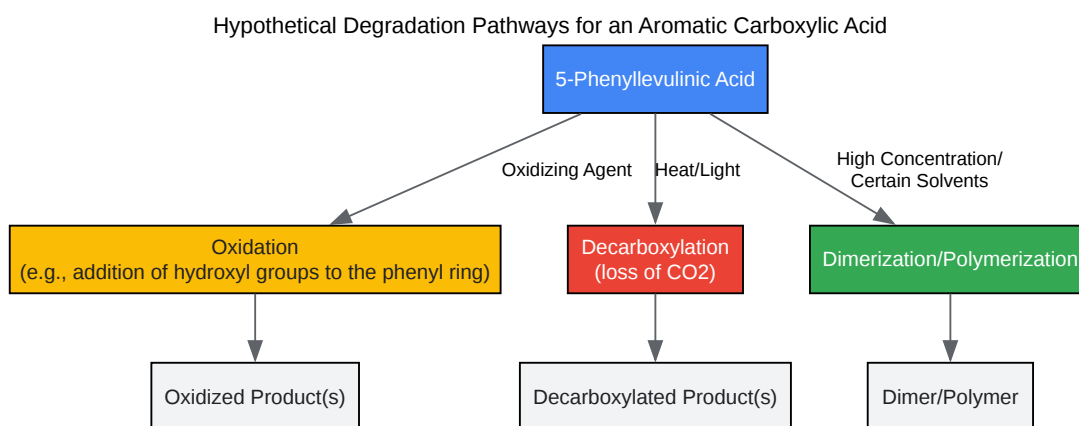 Hypothetical Degradation Pathways for an Aromatic Carboxylic Acid
5-Phenyllevulinic Acid
Oxidizing Agent
Heat/Light
High Concentration/
Certain Solvents
Oxidation
(e.g., addition of hydroxyl groups to the phenyl ring)
Decarboxylation
(loss of CO2)
Dimerization/Polymerization
Oxidized Product(s)
Decarboxylated Product(s)
Dimer/Polymer